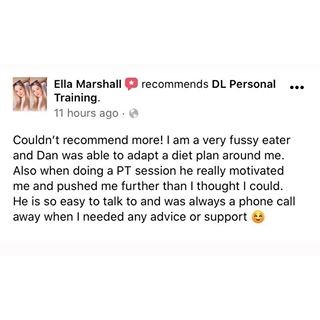 Ella Marshall recommends DL Personal
Training.
11 hours ago ·
Couldn’t recommend more! I am a very fussy eater
and Dan was able to adapt a diet plan around me.
Also when doing a PT session he really motivated
me and pushed me further than I thought I could.
He is so easy to talk to and was always a phone call
away when I needed any advice or support 😊